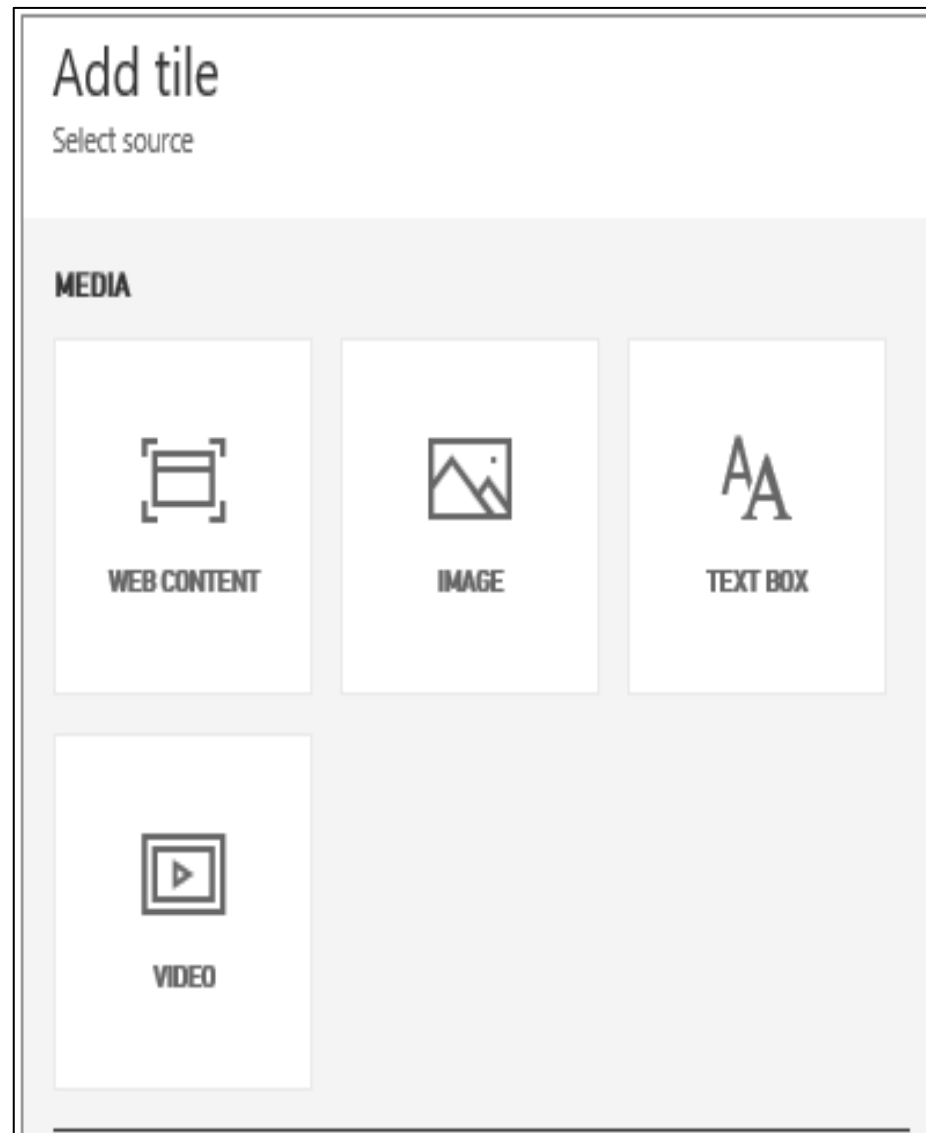 Add tile
Select source
MEDIA
WEB CONTENT
IMAGE
TEXT BOX
VIDEO